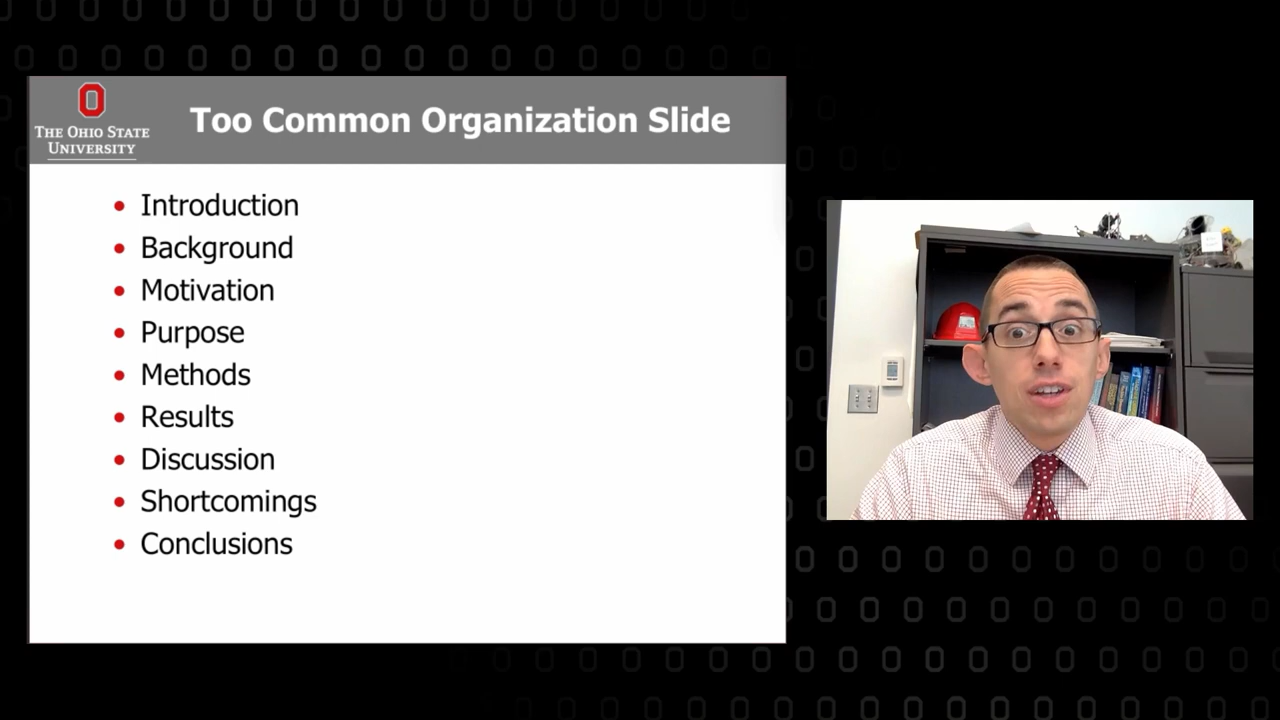 THE OHIO STATE
UNIVERSITY
Too Common Organization Slide
Introduction
Background
Motivation
Purpose
Methods
Results
Discussion
Shortcomings
Conclusions